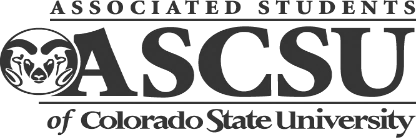 ASSOCIATED STUDENTS
ASCSU
of Colorado State University